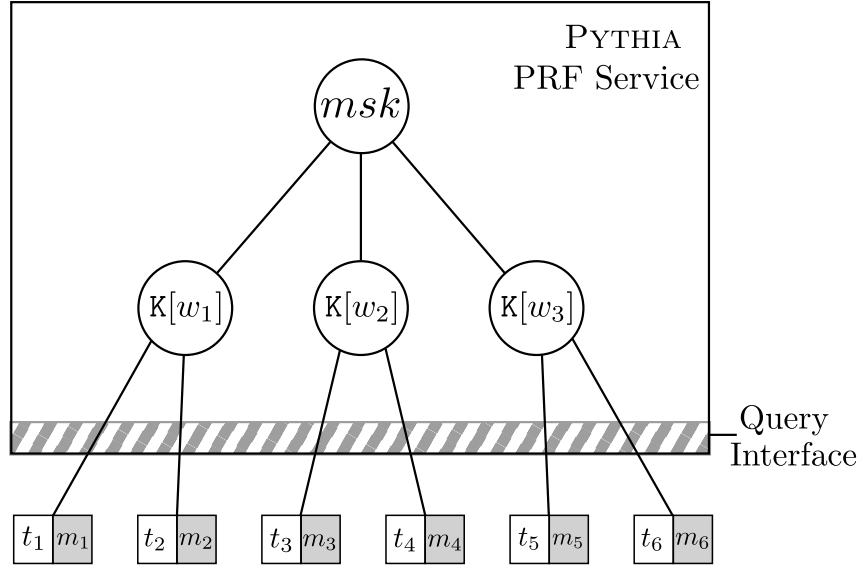 PYTHIA
PRF Service
msk
K[w₁] K[w₂] K[w₃]
Query
Interface
t₁ m₁ t₂ m₂ t₃ m₃ t₄ m₄ t₅ m₅ t₆ m₆